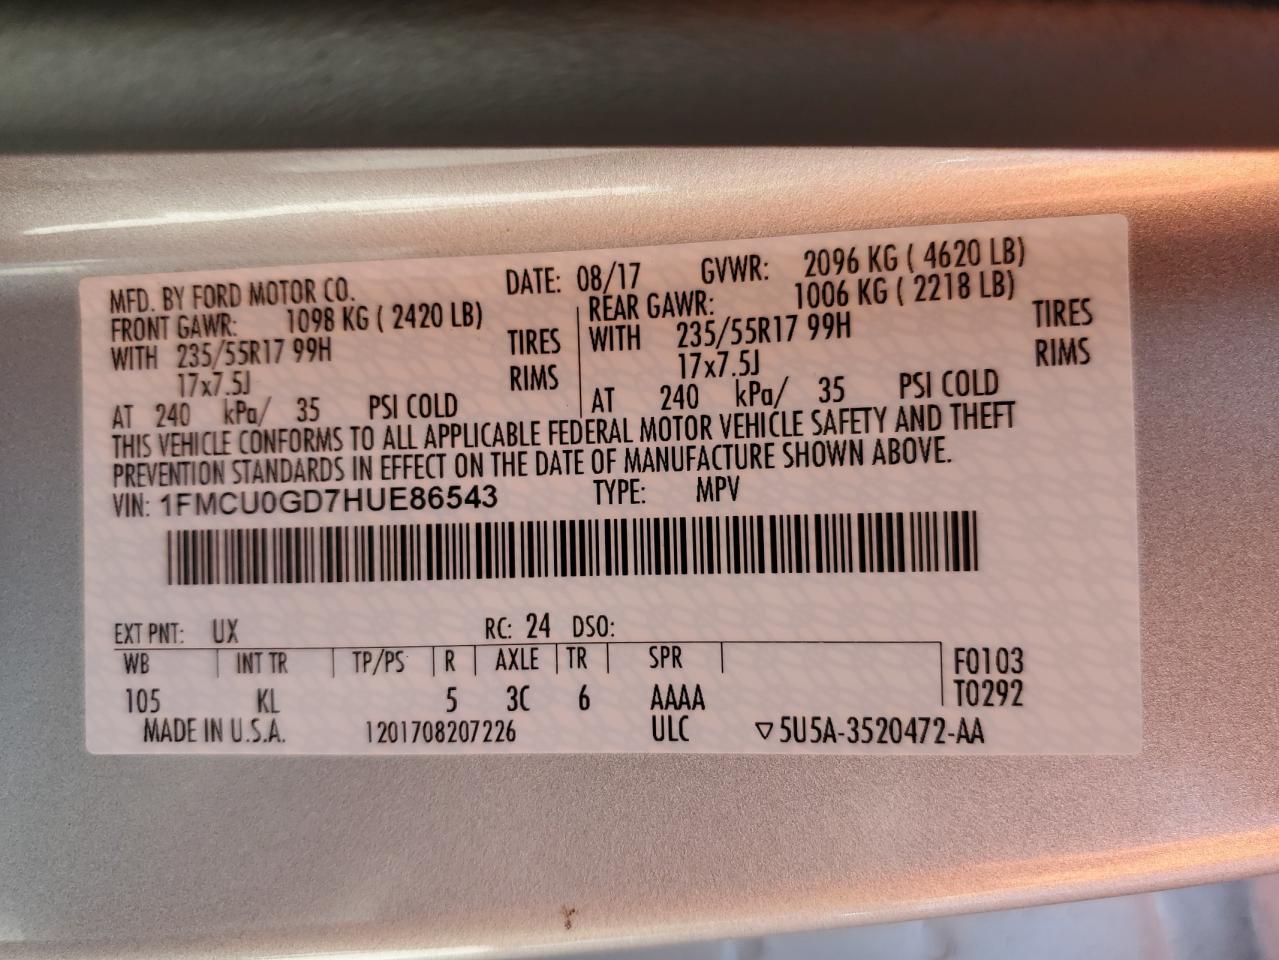 MFD. BY FORD MOTOR CO. DATE: 08/17 GVWR: 2096 KG ( 4620 LB)
FRONT GAWR: 1098 KG ( 2420 LB) REAR GAWR: 1006 KG ( 2218 LB)
WITH 235/55R17 99H TIRES WITH 235/55R17 99H TIRES
17x7.5J RIMS 17x7.5J RIMS
AT 240 kPa/ 35 PSI COLD AT 240 kPa/ 35 PSI COLD
THIS VEHICLE CONFORMS TO ALL APPLICABLE FEDERAL MOTOR VEHICLE SAFETY AND THEFT
PREVENTION STANDARDS IN EFFECT ON THE DATE OF MANUFACTURE SHOWN ABOVE.
VIN: 1FMCU0GD7HUE86543 TYPE: MPV
EXT PNT: UX RC: 24 DSO:
WB INT TR TP/PS R AXLE TR SPR F0103
105 KL 5 3C 6 AAAA T0292
MADE IN U.S.A. 1201708207226 ULC ▽5U5A-3520472-AA